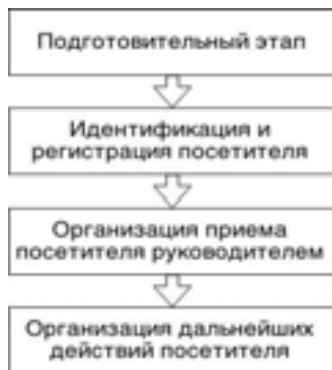 Подготовительный этап
Идентификация и
регистрация посетителя
Организация приема
посетителя руководителем
Организация дальнейших
действий посетителя